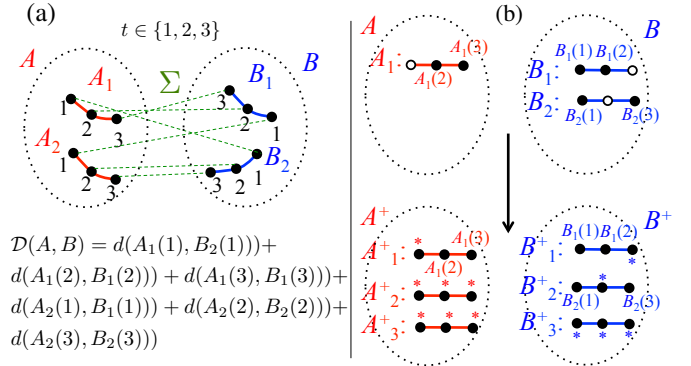 (a)
t ∈ {1, 2, 3}
A
A₁
Σ
B₁
B
1
2
3
3
2
1
A₂
B₂
1
2
3
3
2
1
𝒟(A, B) = d(A₁(1), B₂(1)))+
d(A₁(2), B₁(2))) + d(A₁(3), B₁(3)))+
d(A₂(1), B₁(1))) + d(A₂(2), B₂(2)))+
d(A₂(3), B₂(3)))
(b)
A
A₁:
A₁(3)
A₁(2)
B
B₁(1) B₁(2)
B₁:
B₂:
B₂(1)
B₂(3)
A⁺
A⁺₁:
*
A₁(3)
A₁(2)
A⁺₂:
* * *
A⁺₃:
* * *
B⁺
B₁(1) B₁(2)
B⁺₁:
*
B⁺₂:
*
B₂(1)
B₂(3)
B⁺₃:
* * *